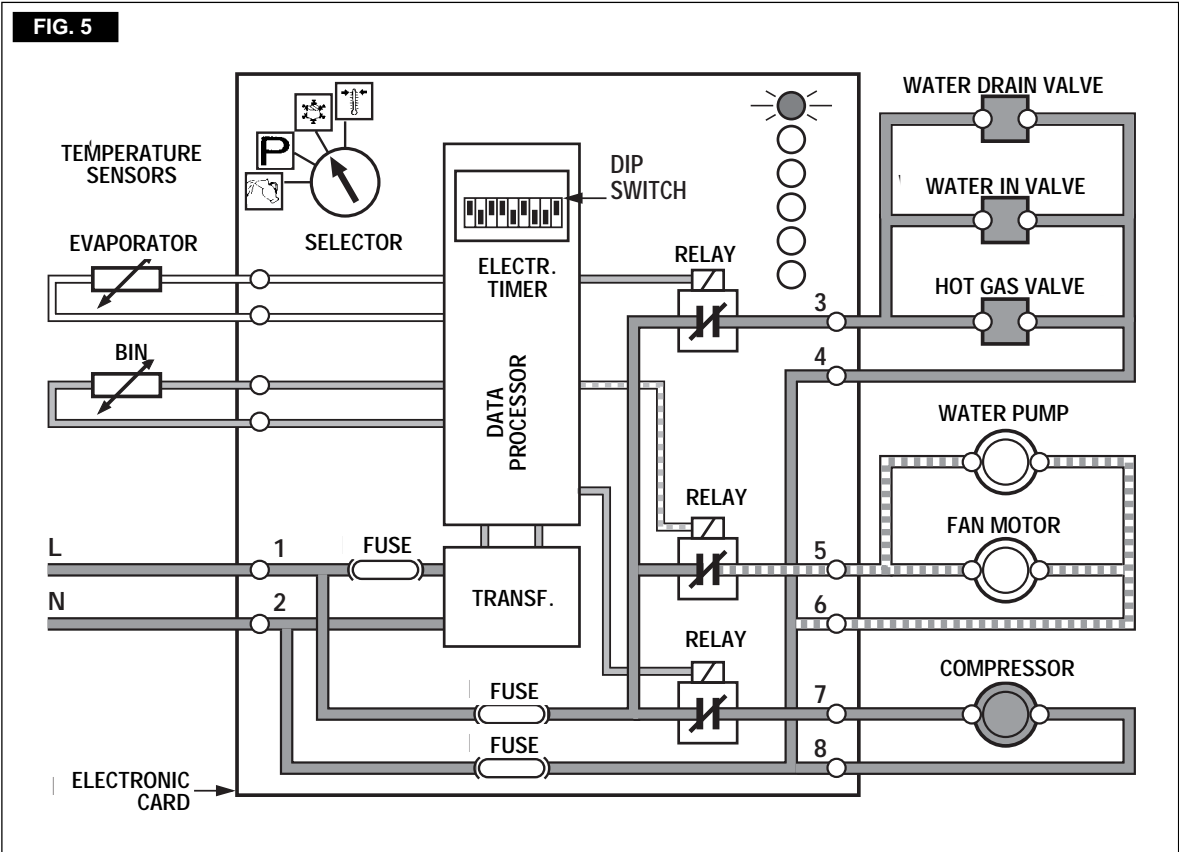 FIG. 5
WATER DRAIN VALVE
TEMPERATURE
SENSORS
P
DIP
SWITCH
WATER IN VALVE
EVAPORATOR
SELECTOR
RELAY
ELECTR.
TIMER
HOT GAS VALVE
3
BIN
4
DATA
PROCESSOR
WATER PUMP
RELAY
FAN MOTOR
L
1
FUSE
5
N
2
TRANSF.
6
RELAY
COMPRESSOR
FUSE
7
FUSE
8
ELECTRONIC
CARD